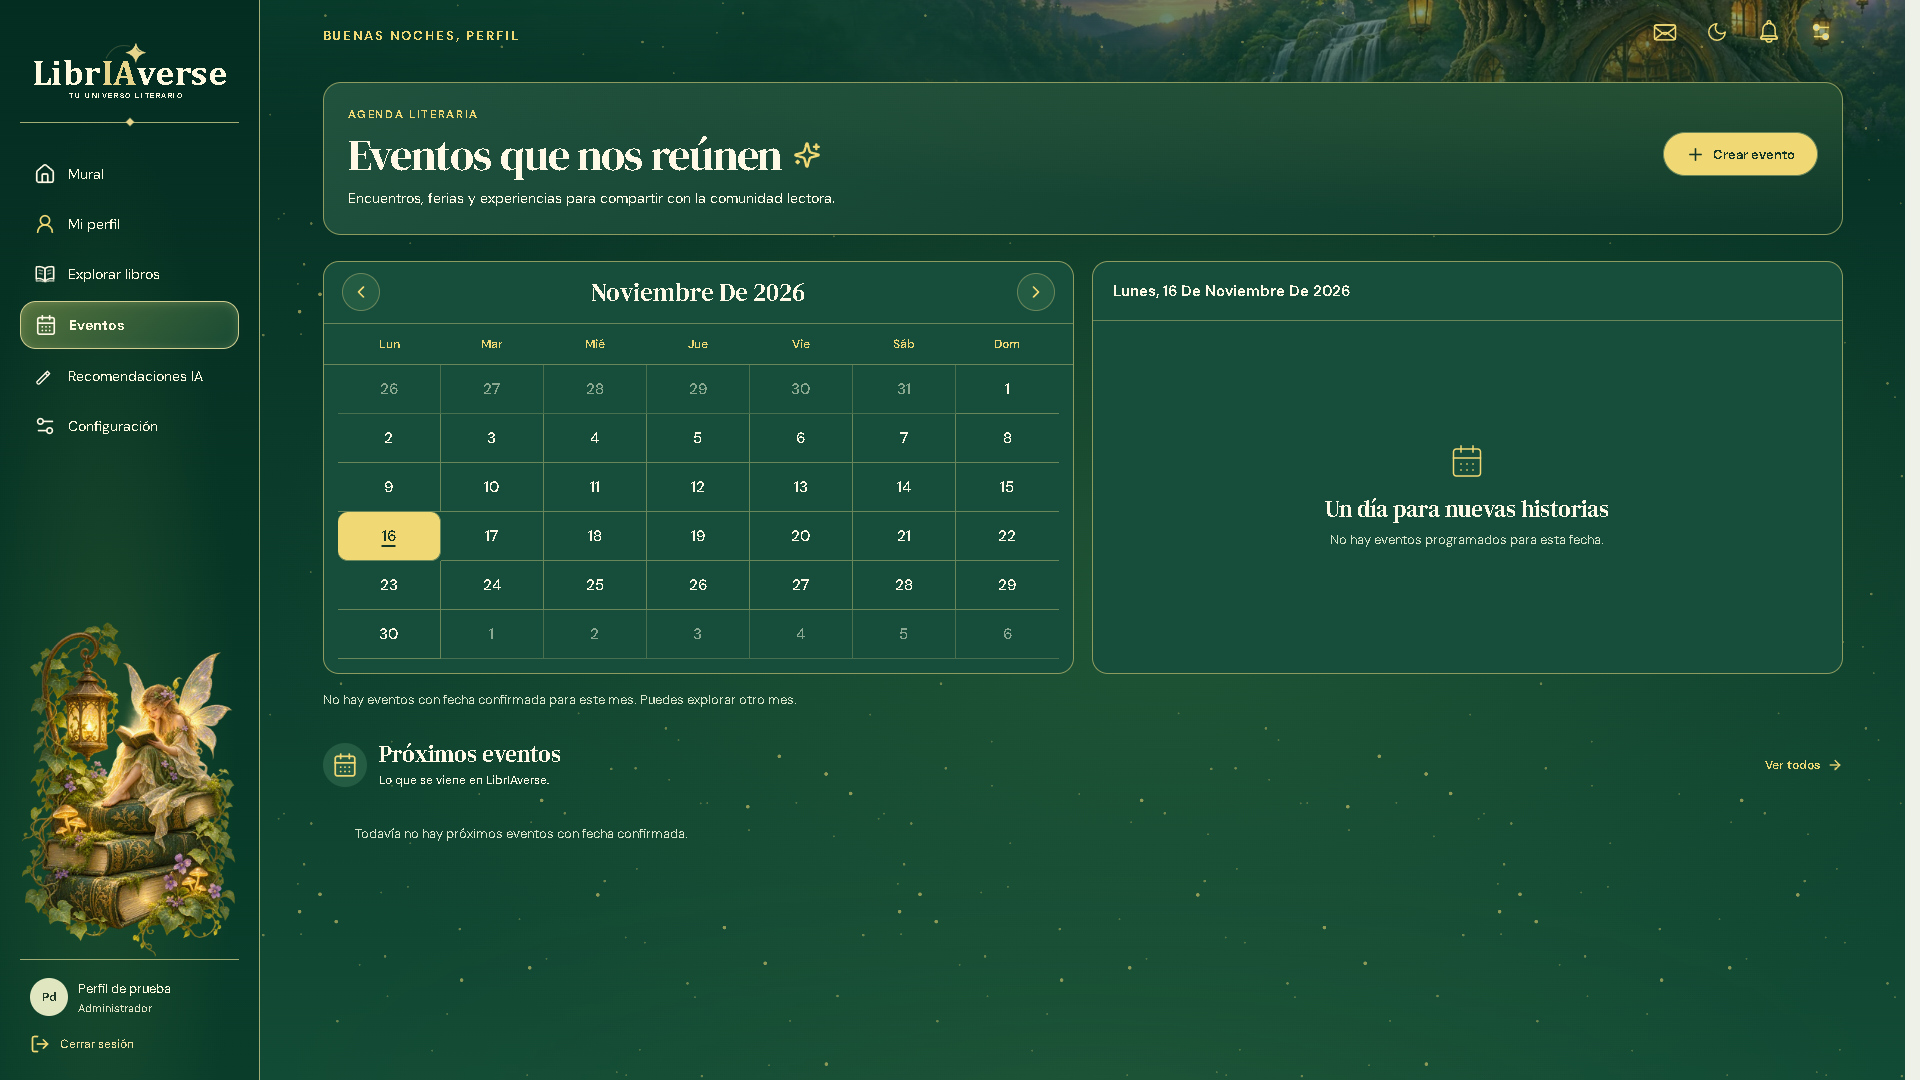 LibrIAverse
TU UNIVERSO LITERARIO
Mural
Mi perfil
Explorar libros
Eventos
Recomendaciones IA
Configuración
Pd
Perfil de prueba
Administrador
Cerrar sesión
BUENAS NOCHES, PERFIL
AGENDA LITERARIA
Eventos que nos reúnen
Encuentros, ferias y experiencias para compartir con la comunidad lectora.
Crear evento
Noviembre De 2026
Lun Mar Mié Jue Vie Sáb Dom
26 27 28 29 30 31 1
2 3 4 5 6 7 8
9 10 11 12 13 14 15
16 17 18 19 20 21 22
23 24 25 26 27 28 29
30 1 2 3 4 5 6
Lunes, 16 De Noviembre De 2026
Un día para nuevas historias
No hay eventos programados para esta fecha.
No hay eventos con fecha confirmada para este mes. Puedes explorar otro mes.
Próximos eventos
Lo que se viene en LibrIAverse.
Ver todos
Todavía no hay próximos eventos con fecha confirmada.